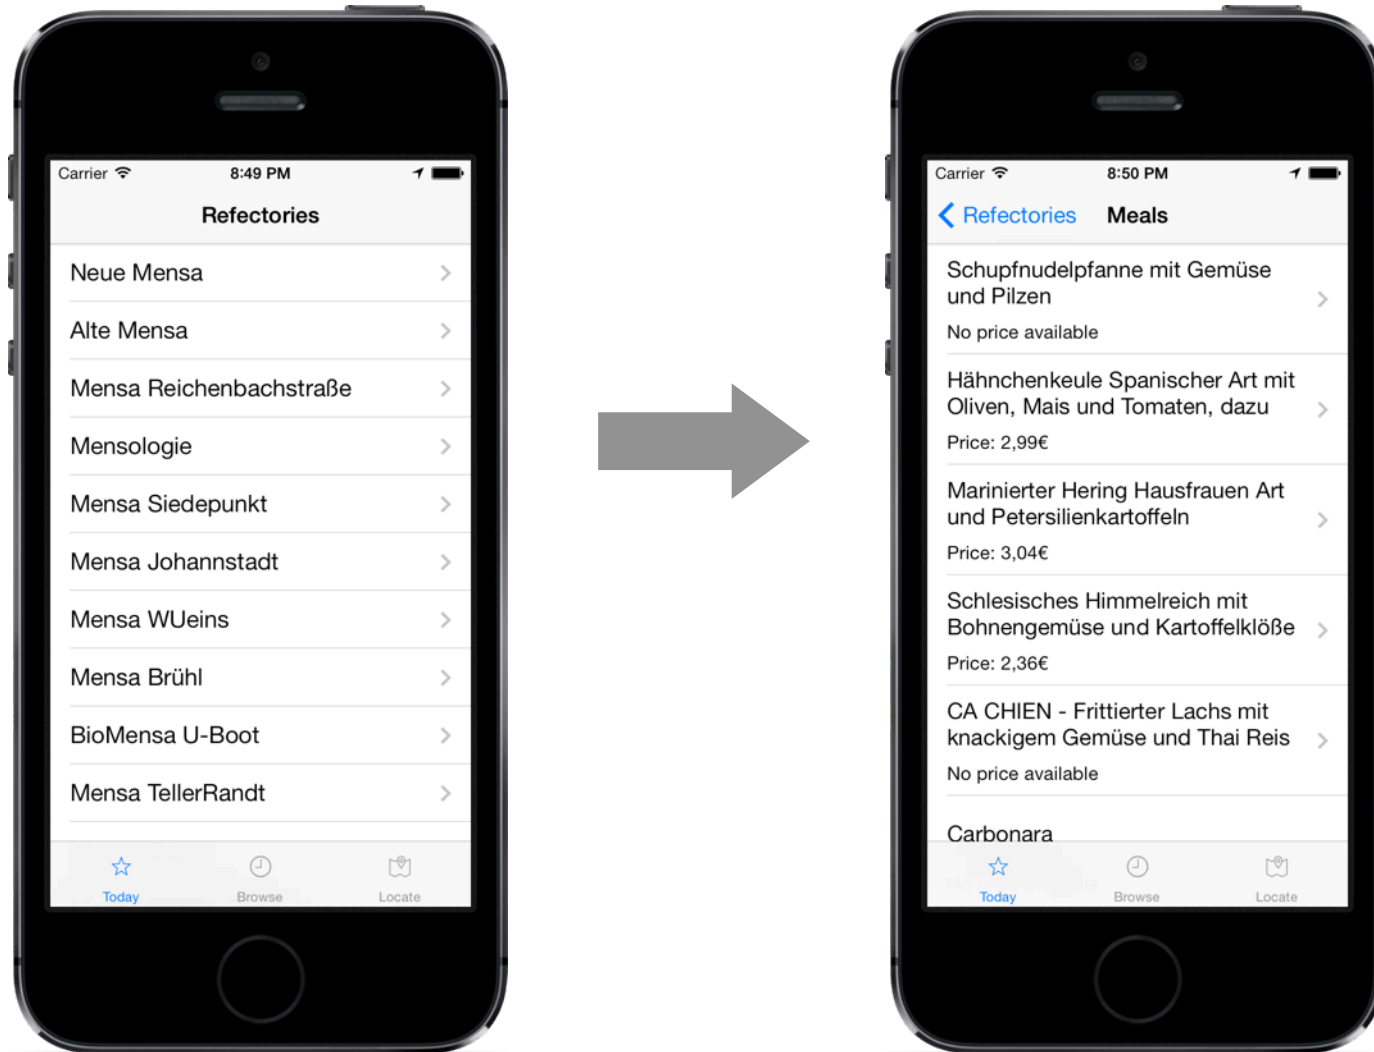 Carrier
8:49 PM
Refectories
Neue Mensa
Alte Mensa
Mensa Reichenbachstraße
Mensologie
Mensa Siedepunkt
Mensa Johannstadt
Mensa WUeins
Mensa Brühl
BioMensa U-Boot
Mensa TellerRandt
Today
Browse
Locate
Carrier
8:50 PM
Refectories
Meals
Schupfnudelpfanne mit Gemüse
und Pilzen
No price available
Hähnchenkeule Spanischer Art mit
Oliven, Mais und Tomaten, dazu
Price: 2,99€
Marinierter Hering Hausfrauen Art
und Petersilienkartoffeln
Price: 3,04€
Schlesisches Himmelreich mit
Bohnengemüse und Kartoffelklöße
Price: 2,36€
CA CHIEN - Frittierter Lachs mit
knackigem Gemüse und Thai Reis
No price available
Carbonara
Today
Browse
Locate